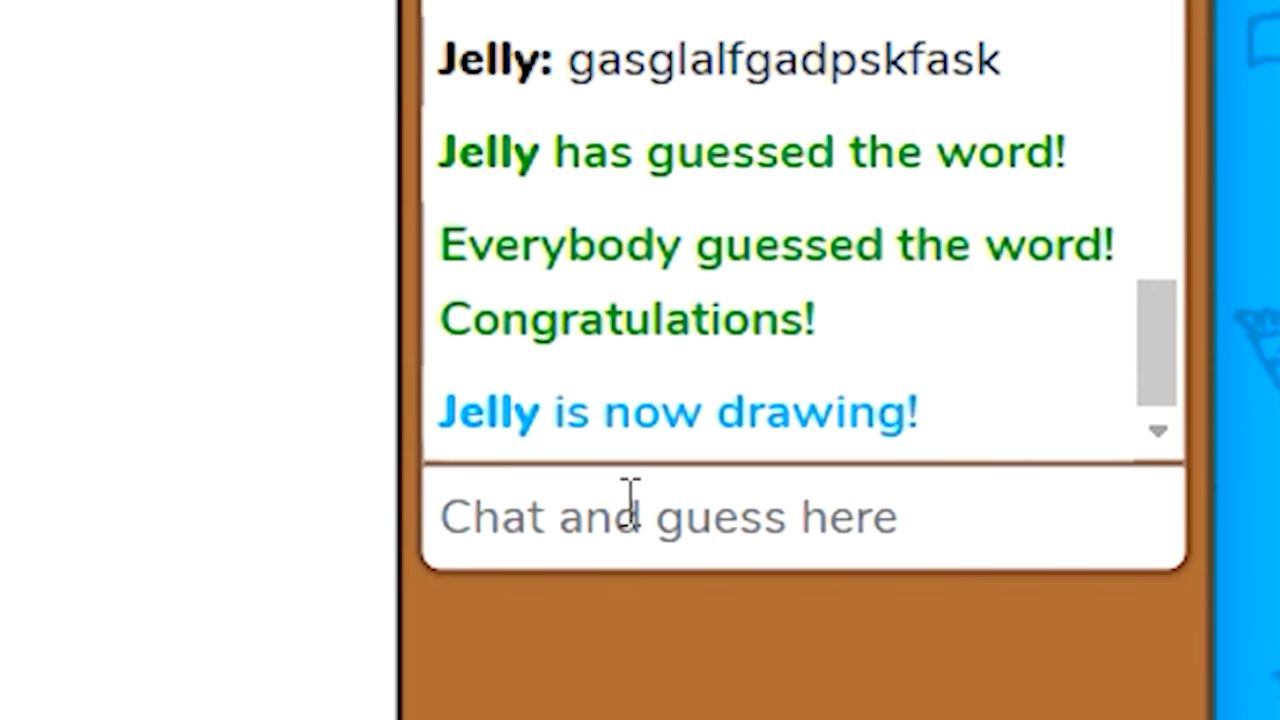 Jelly: gasglalfgadpskfask
Jelly has guessed the word!
Everybody guessed the word!
Congratulations!
Jelly is now drawing!
Chat and guess here